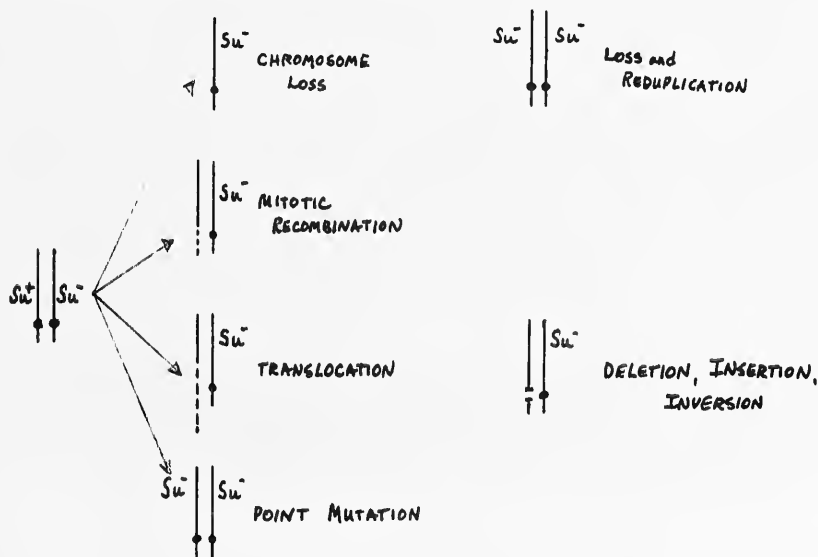 Su⁻
CHROMOSOME
LOSS
Su⁻ Su⁻
LOSS and
REDUPLICATION
Su⁻
MITOTIC
RECOMBINATION
Su⁺ Su⁻
Su⁻
TRANSLOCATION
Su⁻
DELETION, INSERTION,
INVERSION
Su⁻ Su⁻
POINT MUTATION